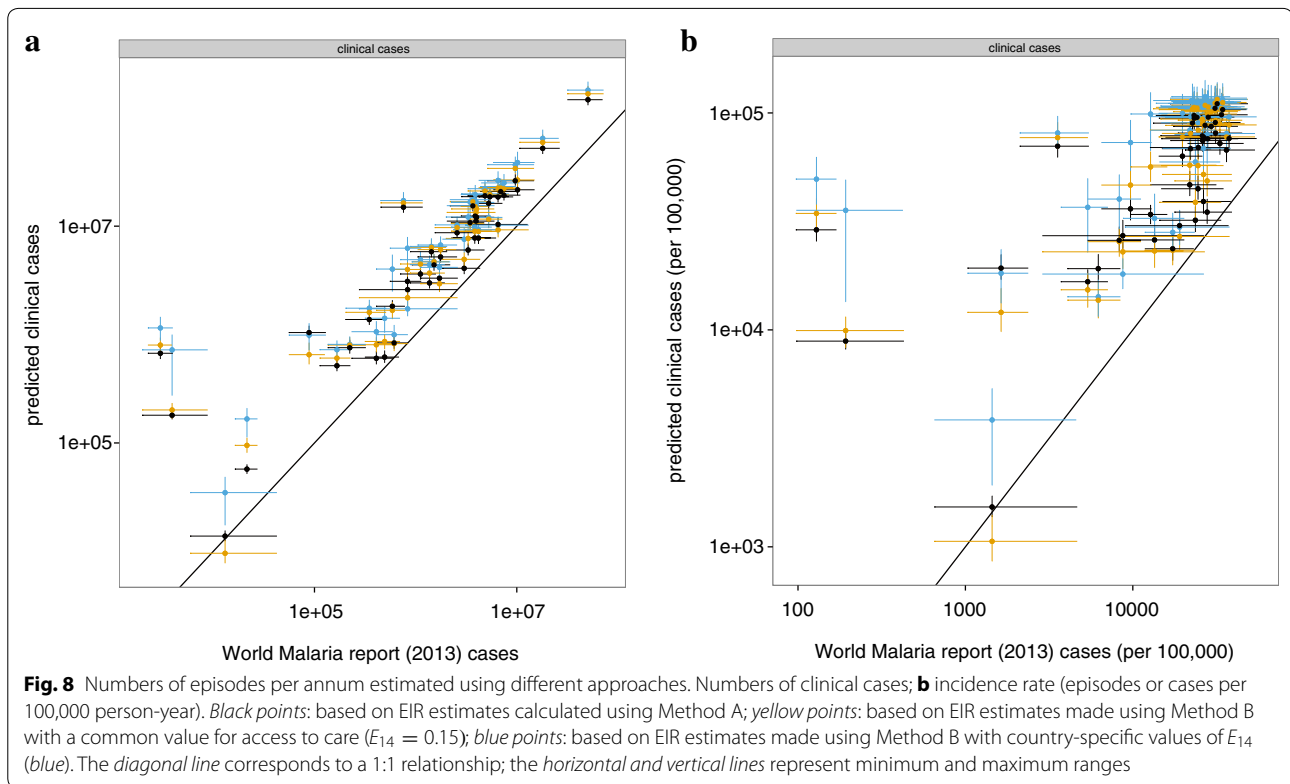 a
b
clinical cases
clinical cases
predicted clinical cases
1e+07
1e+05
1e+05
1e+07
World Malaria report (2013) cases
predicted clinical cases (per 100,000)
1e+05
1e+04
1e+03
100
1000
10000
World Malaria report (2013) cases (per 100,000)
Fig. 8 Numbers of episodes per annum estimated using different approaches. Numbers of clinical cases; b incidence rate (episodes or cases per
100,000 person-year). Black points: based on EIR estimates calculated using Method A; yellow points: based on EIR estimates made using Method B
with a common value for access to care (E14 = 0.15); blue points: based on EIR estimates made using Method B with country-specific values of E14
(blue). The diagonal line corresponds to a 1:1 relationship; the horizontal and vertical lines represent minimum and maximum ranges